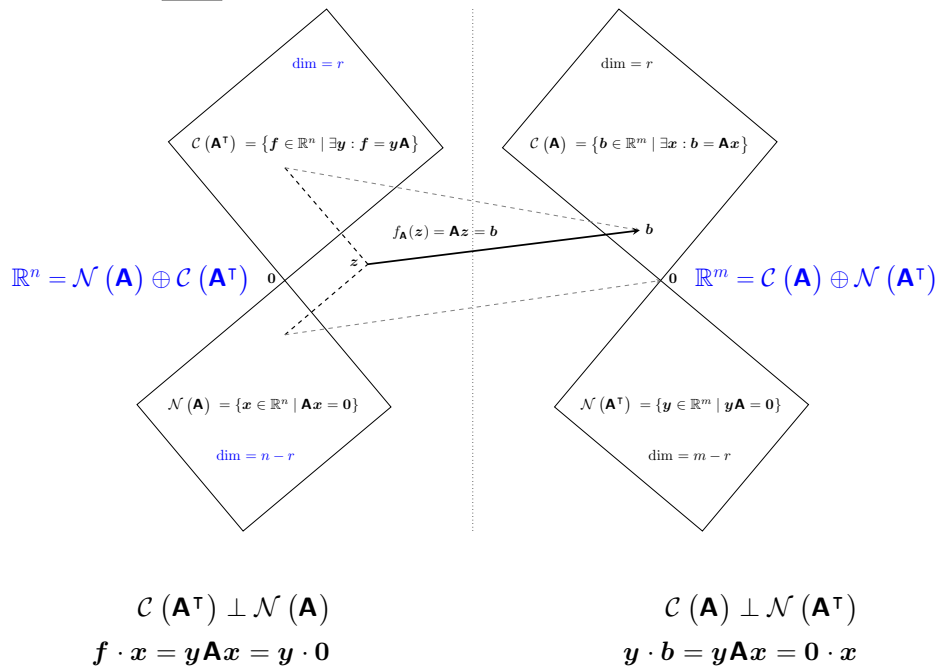 dim = r dim = r
𝒞(𝐀ᵀ) = {𝒇 ∈ ℝⁿ | ∃𝒚 : 𝒇 = 𝒚𝐀} 𝒞(𝐀) = {𝒃 ∈ ℝᵐ | ∃𝒙 : 𝒃 = 𝐀𝒙}
f_𝐀(𝒛) = 𝐀𝒛 = 𝒃 𝒃
𝒛
ℝⁿ = 𝒩(𝐀) ⊕ 𝒞(𝐀ᵀ) 𝟎 𝟎 ℝᵐ = 𝒞(𝐀) ⊕ 𝒩(𝐀ᵀ)
𝒩(𝐀) = {𝒙 ∈ ℝⁿ | 𝐀𝒙 = 𝟎} 𝒩(𝐀ᵀ) = {𝒚 ∈ ℝᵐ | 𝒚𝐀 = 𝟎}
dim = n − r dim = m − r
𝒞(𝐀ᵀ) ⊥ 𝒩(𝐀) 𝒞(𝐀) ⊥ 𝒩(𝐀ᵀ)
𝒇 · 𝒙 = 𝒚𝐀𝒙 = 𝒚 · 𝟎 𝒚 · 𝒃 = 𝒚𝐀𝒙 = 𝟎 · 𝒙